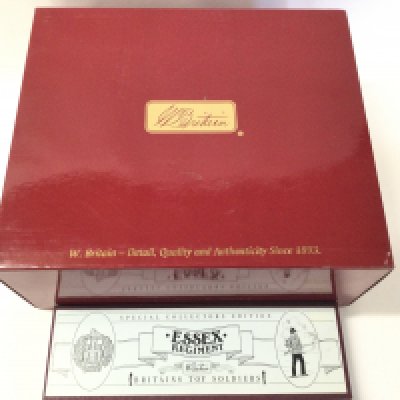 W Britain
W. Britain – Detail, Quality and Authenticity Since 1893.
SPECIAL COLLECTORS EDITION
·ESSEX·
REGIMENT
BRITAINS TOY SOLDIERS